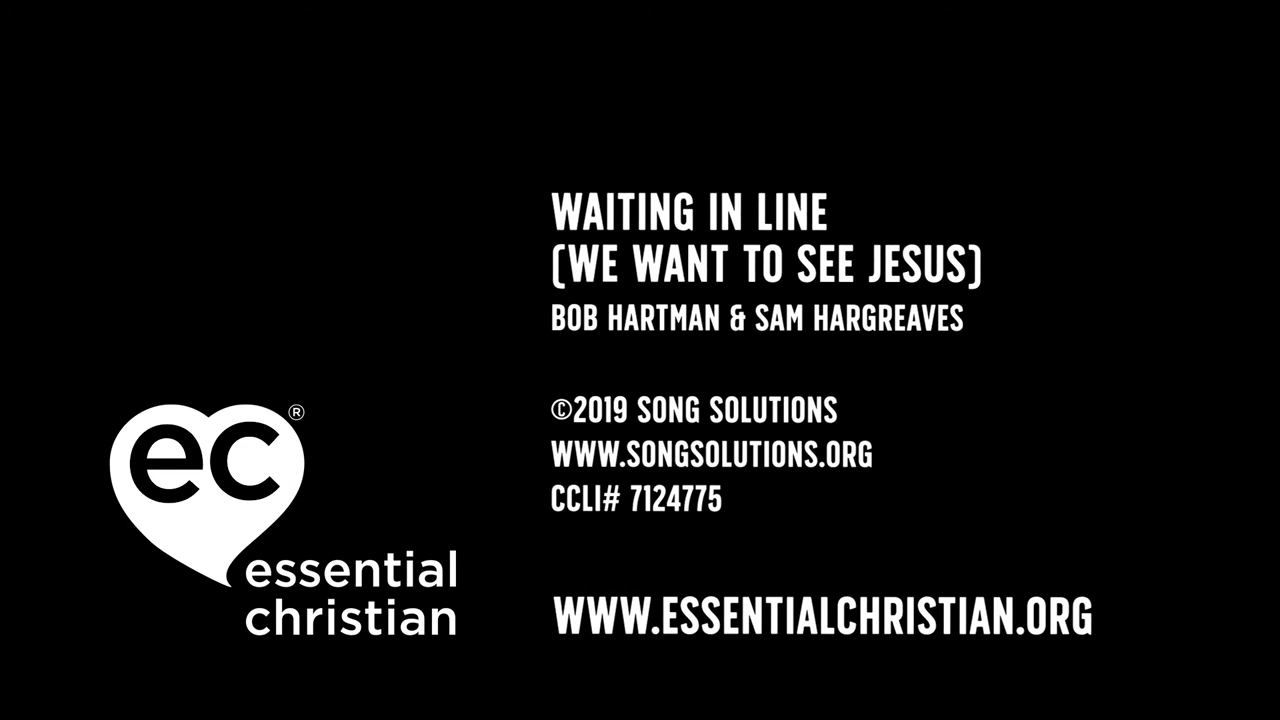 WAITING IN LINE
(WE WANT TO SEE JESUS)
BOB HARTMAN & SAM HARGREAVES
©2019 SONG SOLUTIONS
WWW.SONGSOLUTIONS.ORG
CCLI# 7124775
ec®
essential
christian
WWW.ESSENTIALCHRISTIAN.ORG